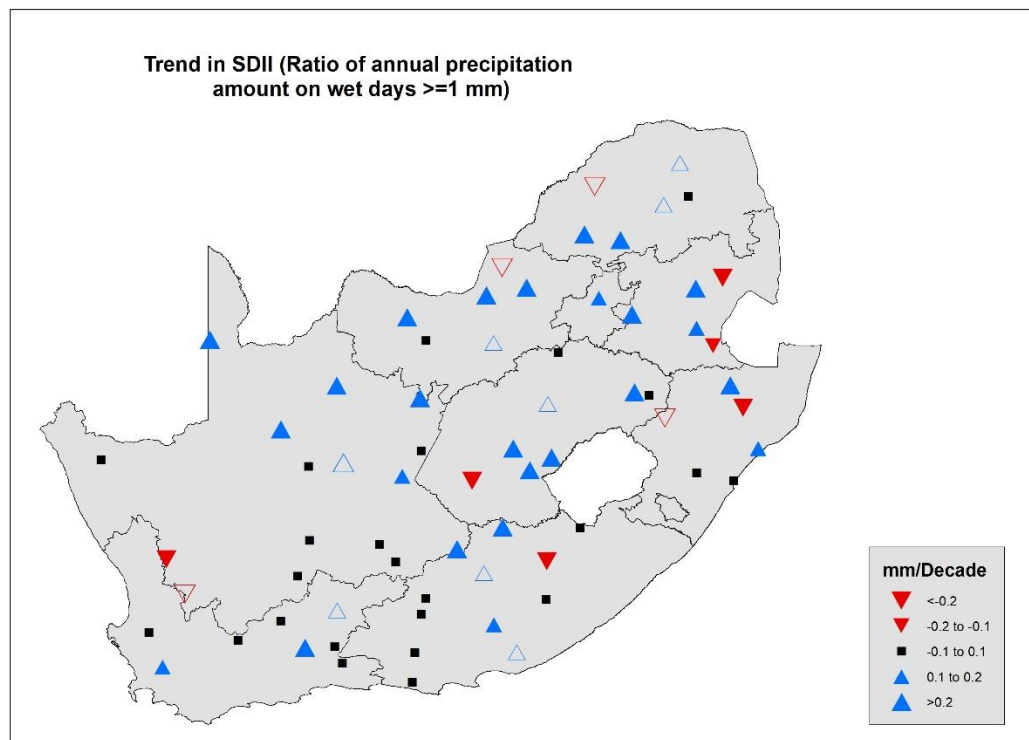 Trend in SDII (Ratio of annual precipitation
amount on wet days >=1 mm)
mm/Decade
<-0.2
-0.2 to -0.1
-0.1 to 0.1
0.1 to 0.2
>0.2